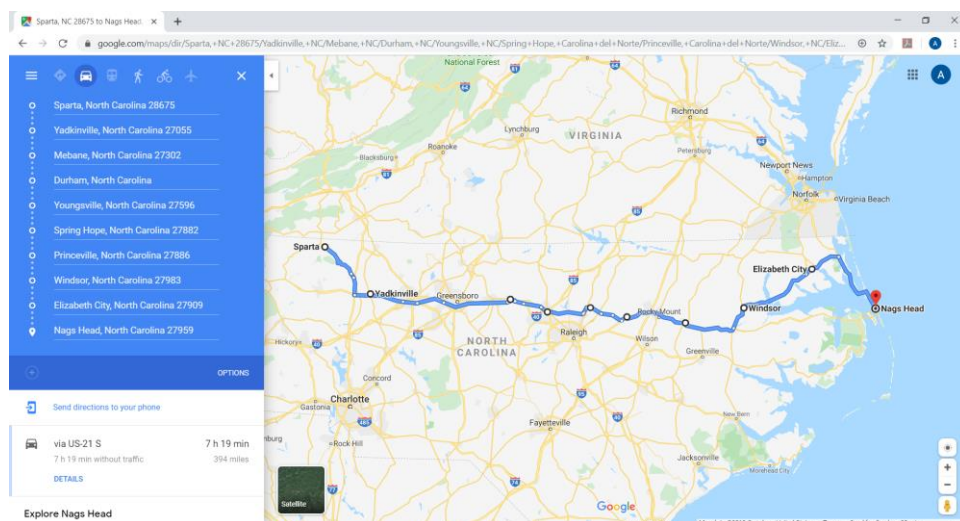 Sparta, NC 28675 to Nags Head,
google.com/maps/dir/Sparta,+NC+28675/Yadkinville,+NC/Mebane,+NC/Durham,+NC/Youngsville,+NC/Spring+Hope,+Carolina+del+Norte/Princeville,+Carolina+del+Norte/Windsor,+NC/Eliz...
A
Sparta, North Carolina 28675
Yadkinville, North Carolina 27055
Mebane, North Carolina 27302
Durham, North Carolina
Youngsville, North Carolina 27596
Spring Hope, North Carolina 27882
Princeville, North Carolina 27886
Windsor, North Carolina 27983
Elizabeth City, North Carolina 27909
Nags Head, North Carolina 27959
OPTIONS
Send directions to your phone
via US-21 S
7 h 19 min
7 h 19 min without traffic
394 miles
DETAILS
Explore Nags Head
A
National Forest
Lynchburg
VIRGINIA
Richmond
Roanoke
Blacksburg
Petersburg
Newport News
Hampton
Norfolk
Virginia Beach
Sparta
Elizabeth City
Yadkinville
Greensboro
Rocky Mount
Windsor
Nags Head
Raleigh
Wilson
Hickory
NORTH
CAROLINA
Greenville
Concord
Charlotte
Gastonia
Fayetteville
New Bern
Rock Hill
Jacksonville
Morehead City
Satellite
Google